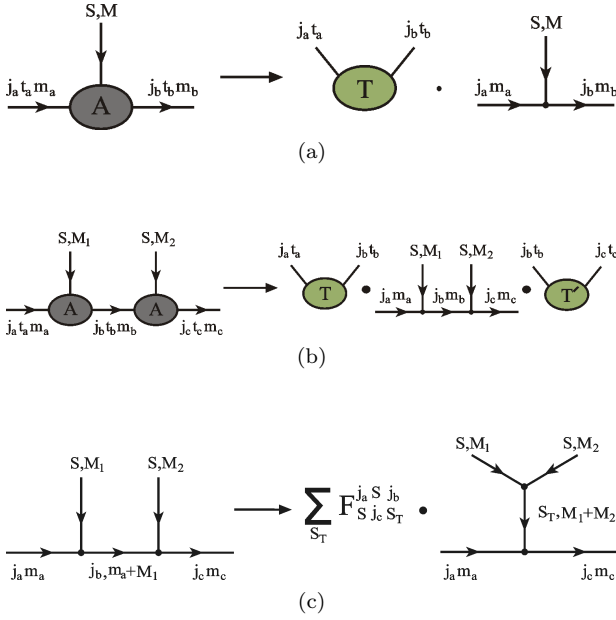 S,M
j_a t_a m_a A j_b t_b m_b
j_a t_a j_b t_b
T .
S,M
j_a m_a j_b m_b
(a)
S,M_1 S,M_2
A A
j_a t_a m_a j_b t_b m_b j_c t_c m_c
j_a t_a j_b t_b
T •
S,M_1 S,M_2
j_a m_a j_b m_b j_c m_c
•
j_b t_b j_c t_c
T′
(b)
S,M_1 S,M_2
j_a m_a j_b,m_a+M_1 j_c m_c
∑_{S_T} F^{j_a S j_b}_{S j_c S_T} •
S,M_1 S,M_2
S_T,M_1+M_2
j_a m_a j_c m_c
(c)